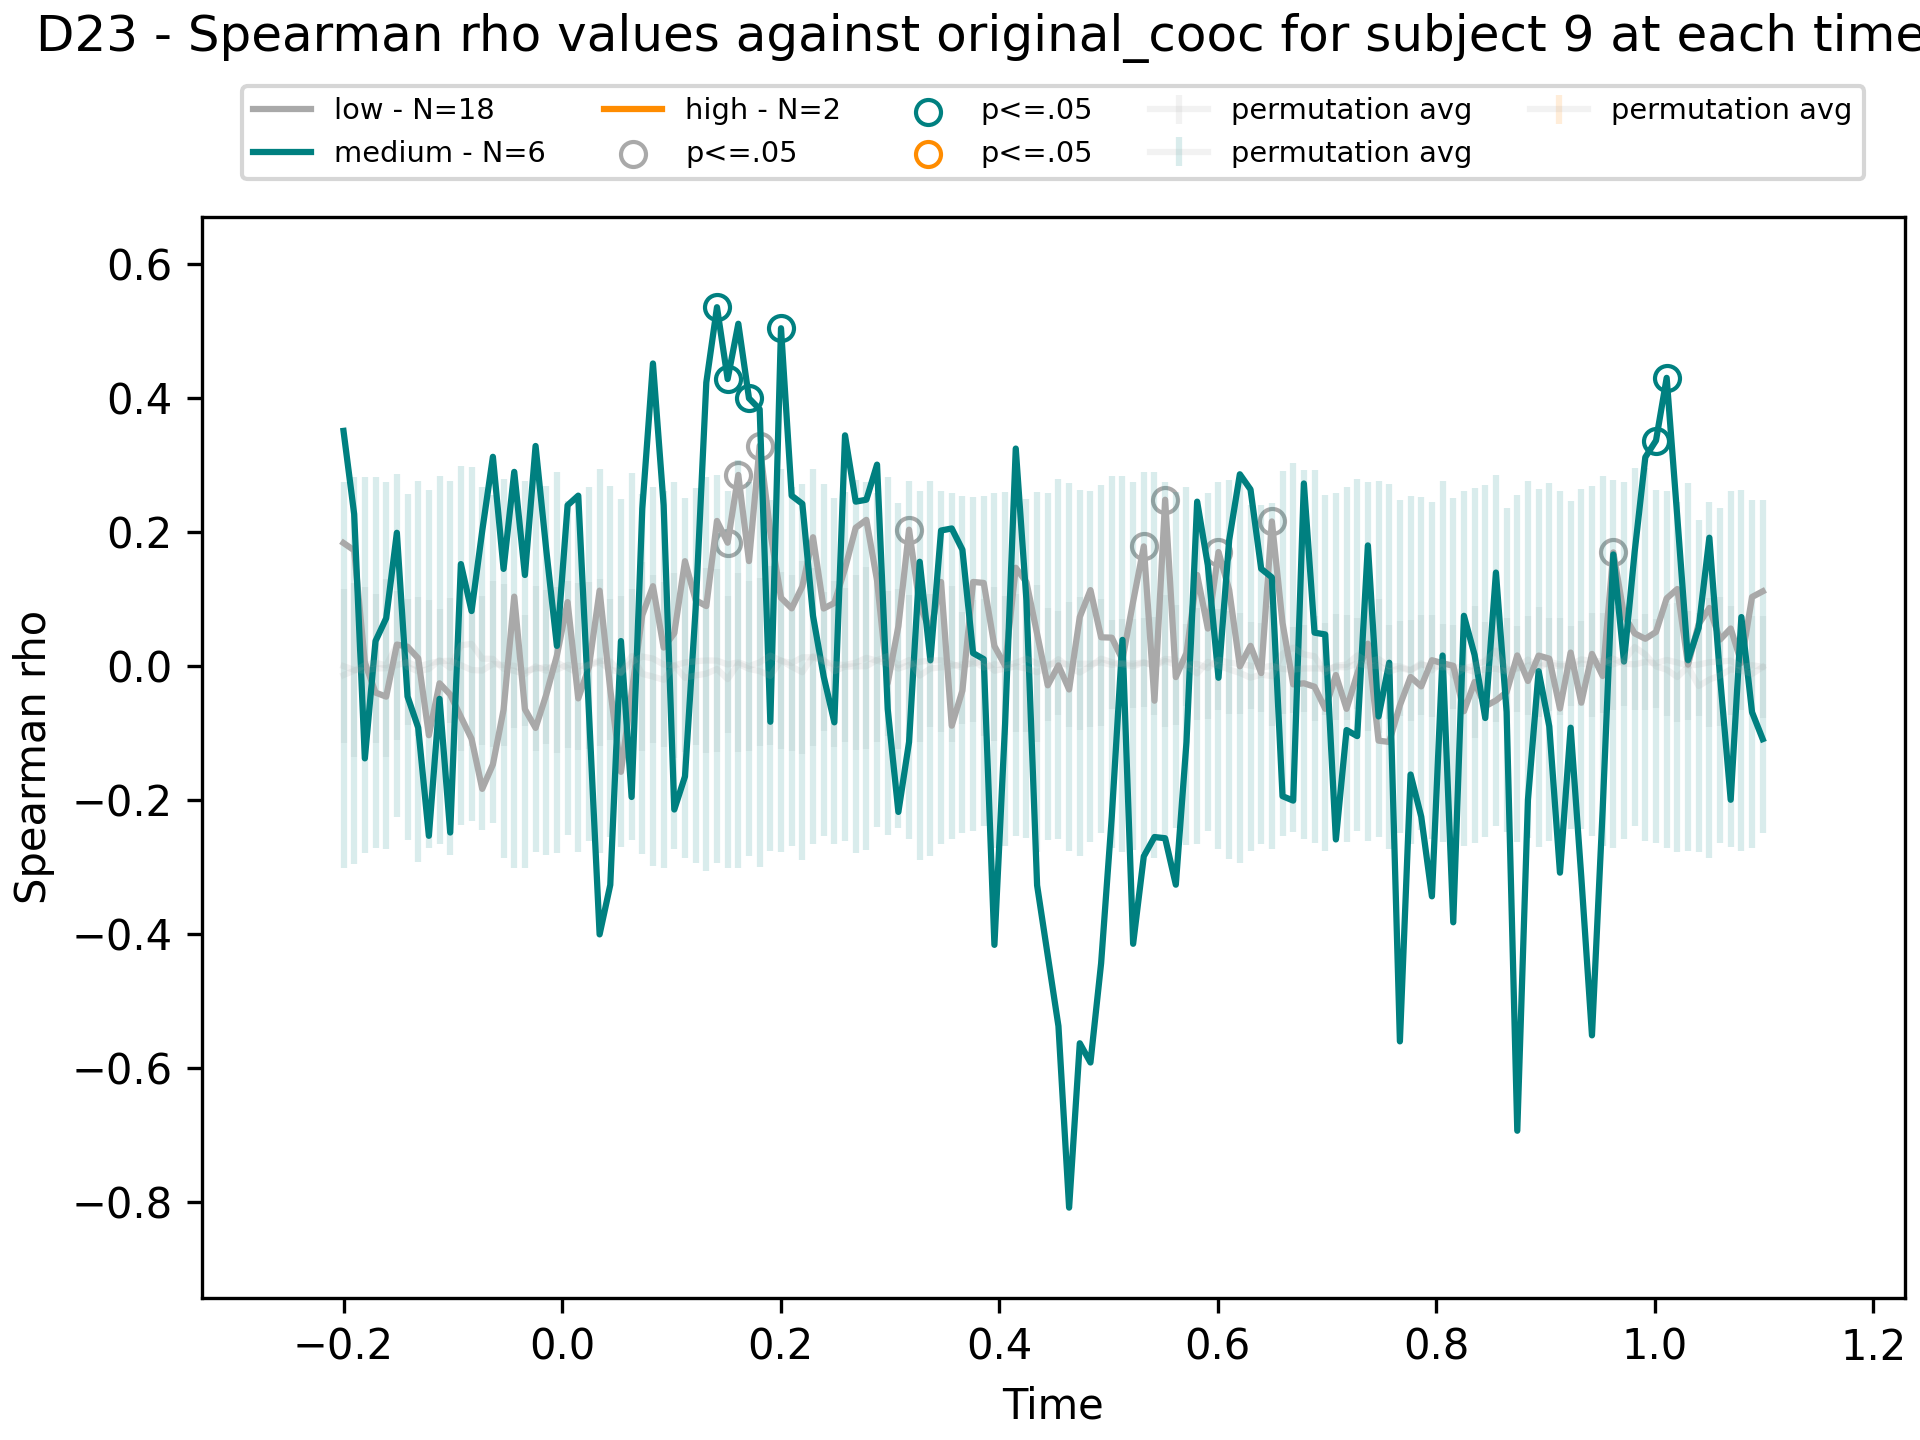 D23 - Spearman rho values against original_cooc for subject 9 at each time
low - N=18
medium - N=6
high - N=2
p<=.05
p<=.05
p<=.05
permutation avg
permutation avg
permutation avg
Spearman rho
0.6
0.4
0.2
0.0
−0.2
−0.4
−0.6
−0.8
−0.2
0.0
0.2
0.4
0.6
0.8
1.0
1.2
Time